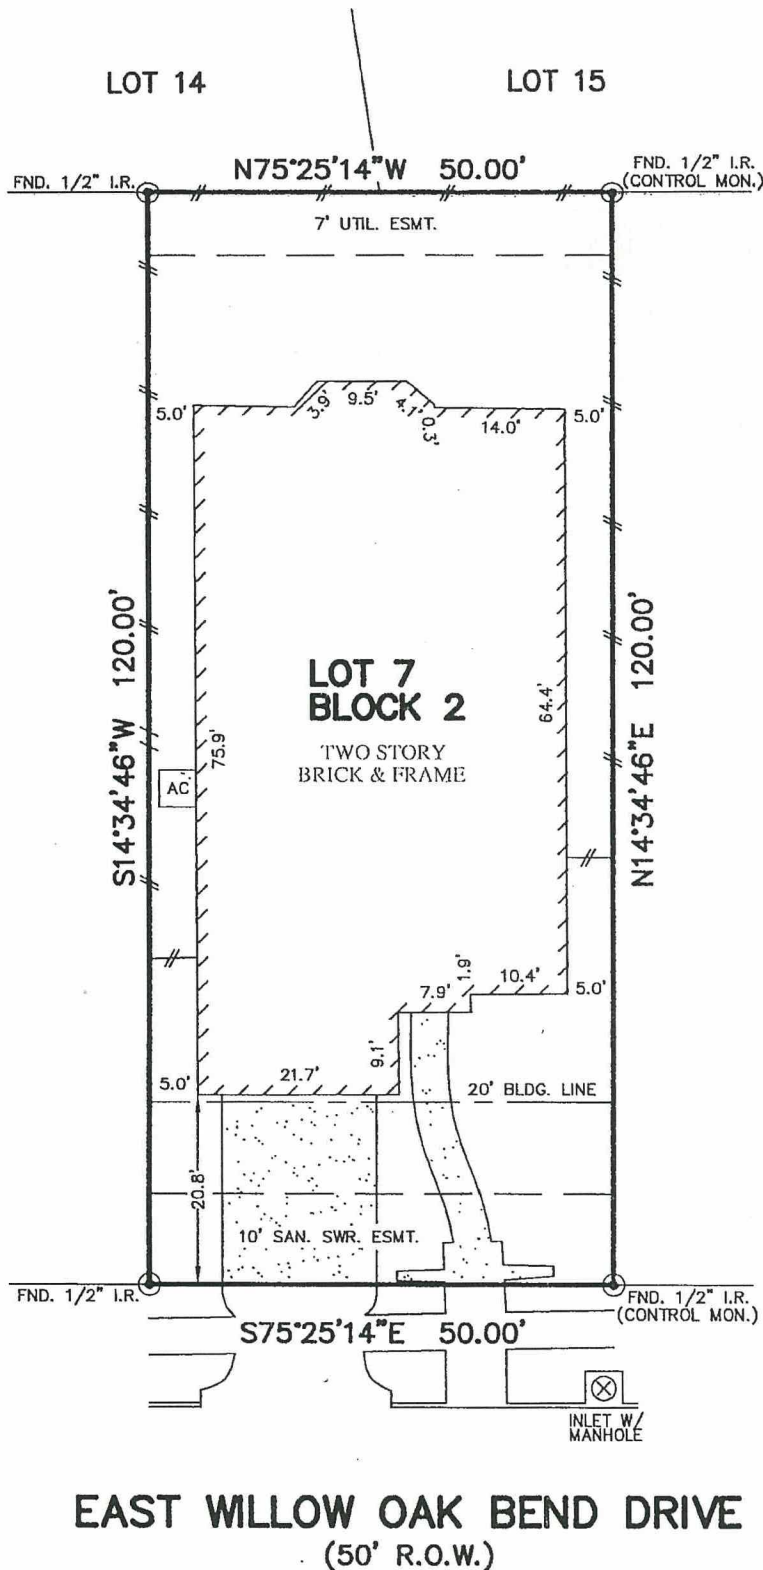 LOT 14
LOT 15
N75°25'14"W 50.00'
FND. 1/2" I.R.
FND. 1/2" I.R.
(CONTROL MON.)
7' UTIL. ESMT.
5.0'
3.9'
9.5'
4.1'
0.3'
14.0'
5.0'
S14°34'46"W 120.00'
75.9'
LOT 7
BLOCK 2
TWO STORY
BRICK & FRAME
AC
64.4'
N14°34'46"E 120.00'
7.9'
1.9'
10.4'
5.0'
9.1'
5.0'
21.7'
20' BLDG. LINE
20.8'
10' SAN. SWR. ESMT.
FND. 1/2" I.R.
FND. 1/2" I.R.
(CONTROL MON.)
S75°25'14"E 50.00'
INLET W/
MANHOLE
EAST WILLOW OAK BEND DRIVE
(50' R.O.W.)